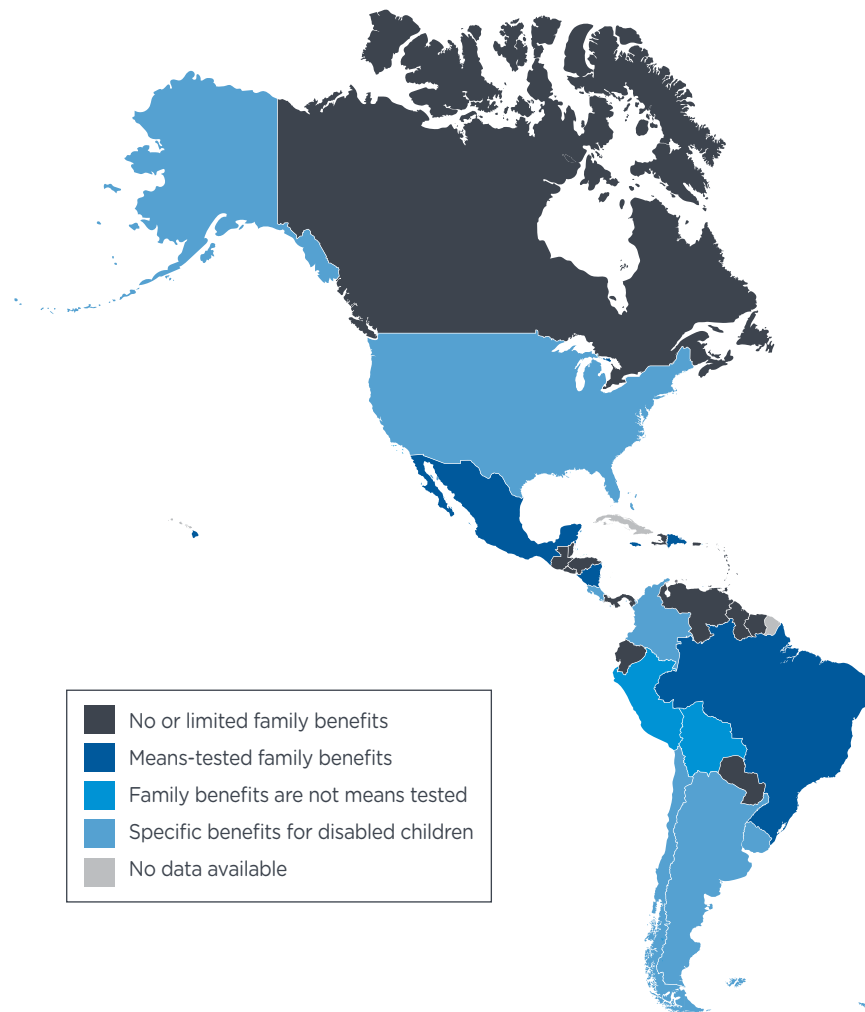 No or limited family benefits
Means-tested family benefits
Family benefits are not means tested
Specific benefits for disabled children
No data available